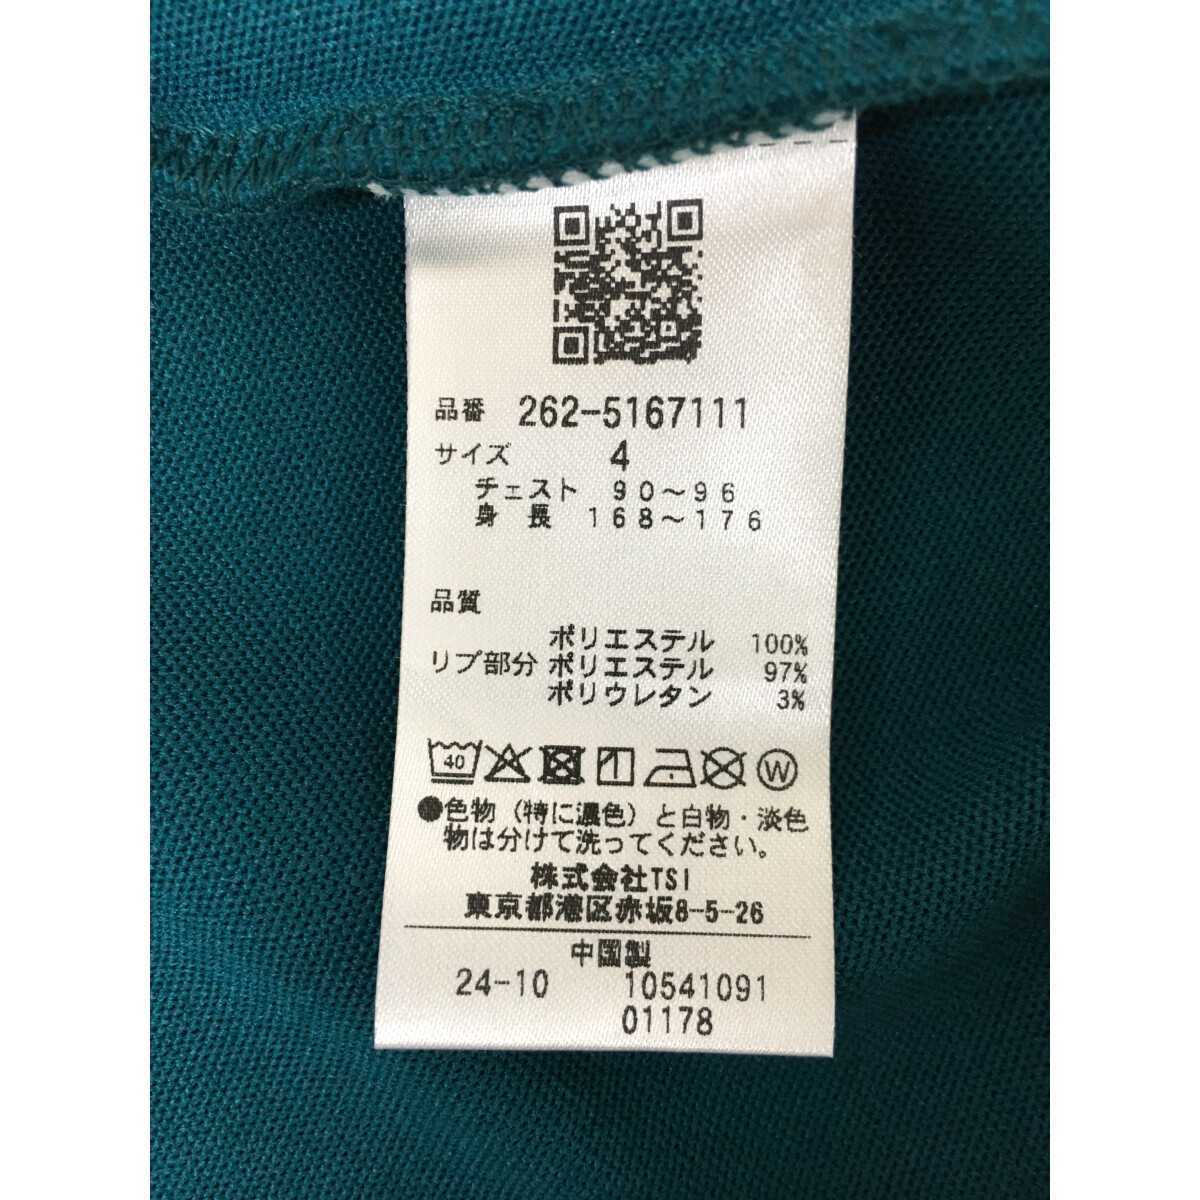 品番 262-5167111
サイズ 4
チェスト 90～96
身長 168～176
品質
ポリエステル 100%
リブ部分 ポリエステル 97%
ポリウレタン 3%
40 W
●色物（特に濃色）と白物・淡色
物は分けて洗ってください。
株式会社TSI
東京都港区赤坂8-5-26
中国製
24-10 10541091
01178